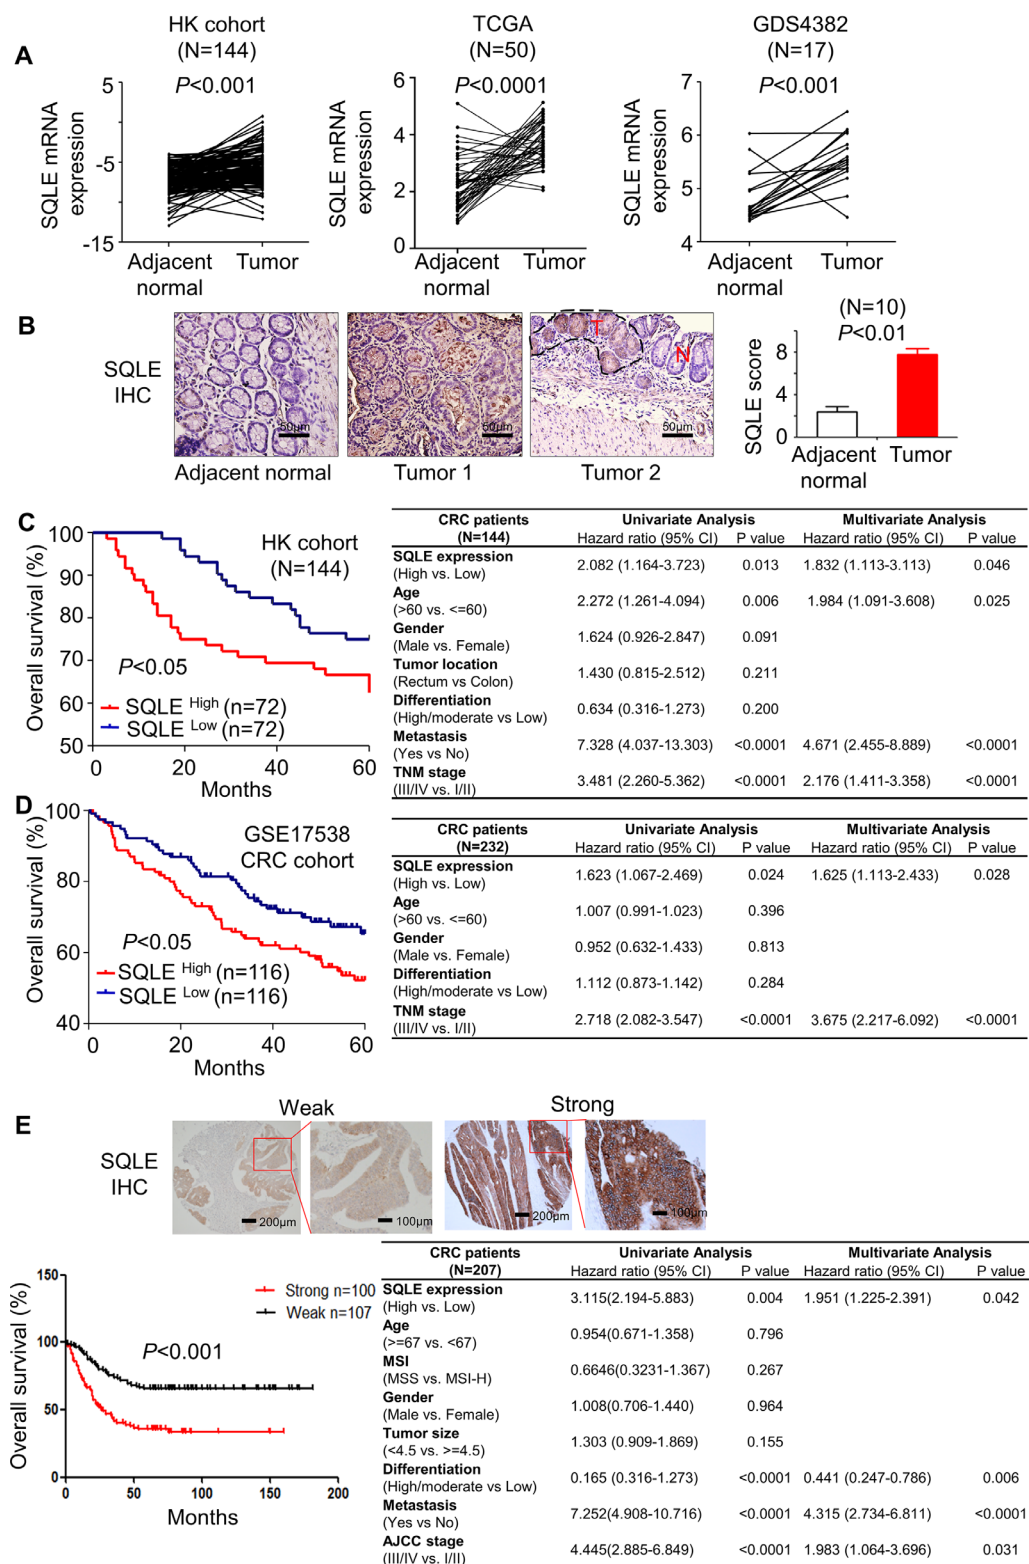 A
HK cohort
(N=144)
P<0.001
SQLE mRNA
expression
5
-5
-15
Adjacent
normal
Tumor
TCGA
(N=50)
P<0.0001
SQLE mRNA
expression
6
4
2
0
Adjacent
normal
Tumor
GDS4382
(N=17)
P<0.001
SQLE mRNA
expression
7
6
5
4
Adjacent
normal
Tumor
B
SQLE
IHC
50µm
Adjacent normal
50µm
Tumor 1
T
N
50µm
Tumor 2
(N=10)
P<0.01
SQLE score
8
4
0
Adjacent
normal
Tumor
C
Overall survival (%)
100
90
80
70
60
50
HK cohort
(N=144)
P<0.05
SQLE High (n=72)
SQLE Low (n=72)
0 20 40 60
Months
CRC patients Univariate Analysis Multivariate Analysis
(N=144) Hazard ratio (95% CI) P value Hazard ratio (95% CI) P value
SQLE expression
(High vs. Low) 2.082 (1.164-3.723) 0.013 1.832 (1.113-3.113) 0.046
Age
(>60 vs. <=60) 2.272 (1.261-4.094) 0.006 1.984 (1.091-3.608) 0.025
Gender
(Male vs. Female) 1.624 (0.926-2.847) 0.091
Tumor location
(Rectum vs Colon) 1.430 (0.815-2.512) 0.211
Differentiation
(High/moderate vs Low) 0.634 (0.316-1.273) 0.200
Metastasis
(Yes vs No) 7.328 (4.037-13.303) <0.0001 4.671 (2.455-8.889) <0.0001
TNM stage
(III/IV vs. I/II) 3.481 (2.260-5.362) <0.0001 2.176 (1.411-3.358) <0.0001
D
Overall survival (%)
100
80
60
40
GSE17538
CRC cohort
P<0.05
SQLE High (n=116)
SQLE Low (n=116)
0 20 40 60
Months
CRC patients Univariate Analysis Multivariate Analysis
(N=232) Hazard ratio (95% CI) P value Hazard ratio (95% CI) P value
SQLE expression
(High vs. Low) 1.623 (1.067-2.469) 0.024 1.625 (1.113-2.433) 0.028
Age
(>60 vs. <=60) 1.007 (0.991-1.023) 0.396
Gender
(Male vs. Female) 0.952 (0.632-1.433) 0.813
Differentiation
(High/moderate vs Low) 1.112 (0.873-1.142) 0.284
TNM stage
(III/IV vs. I/II) 2.718 (2.082-3.547) <0.0001 3.675 (2.217-6.092) <0.0001
E
Weak
Strong
SQLE
IHC
200µm
100µm
200µm
100µm
Overall survival (%)
150
100
50
0
Strong n=100
Weak n=107
P<0.001
0 50 100 150 200
Months
CRC patients Univariate Analysis Multivariate Analysis
(N=207) Hazard ratio (95% CI) P value Hazard ratio (95% CI) P value
SQLE expression
(High vs. Low) 3.115(2.194-5.883) 0.004 1.951 (1.225-2.391) 0.042
Age
(>=67 vs. <67) 0.954(0.671-1.358) 0.796
MSI
(MSS vs. MSI-H) 0.6646(0.3231-1.367) 0.267
Gender
(Male vs. Female) 1.008(0.706-1.440) 0.964
Tumor size
(<4.5 vs. >=4.5) 1.303 (0.909-1.869) 0.155
Differentiation
(High/moderate vs Low) 0.165 (0.316-1.273) <0.0001 0.441 (0.247-0.786) 0.006
Metastasis
(Yes vs No) 7.252(4.908-10.716) <0.0001 4.315 (2.734-6.811) <0.0001
AJCC stage
(III/IV vs. I/II) 4.445(2.885-6.849) <0.0001 1.983 (1.064-3.696) 0.031